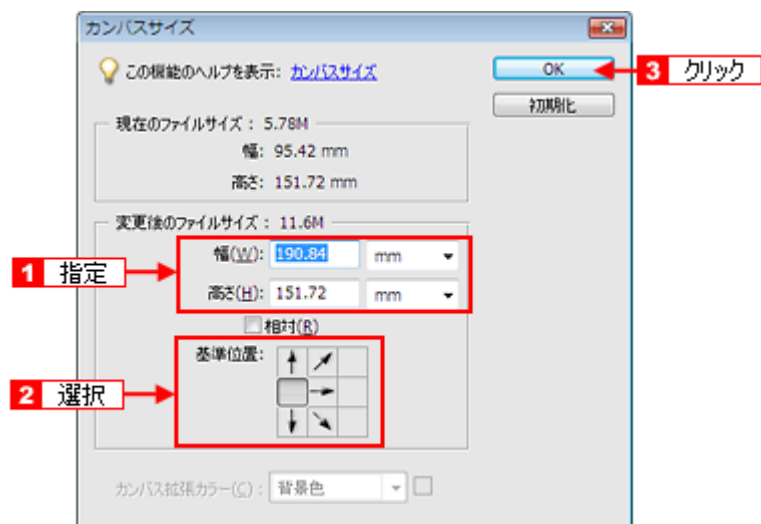 カンバスサイズ
この機能のヘルプを表示: カンバスサイズ
OK
3 クリック
初期化
現在のファイルサイズ : 5.78M
幅: 95.42 mm
高さ: 151.72 mm
変更後のファイルサイズ : 11.6M
1 指定
幅(W): 190.84 mm
高さ(H): 151.72 mm
相対(R)
2 選択
基準位置:
カンバス拡張カラー(C) : 背景色